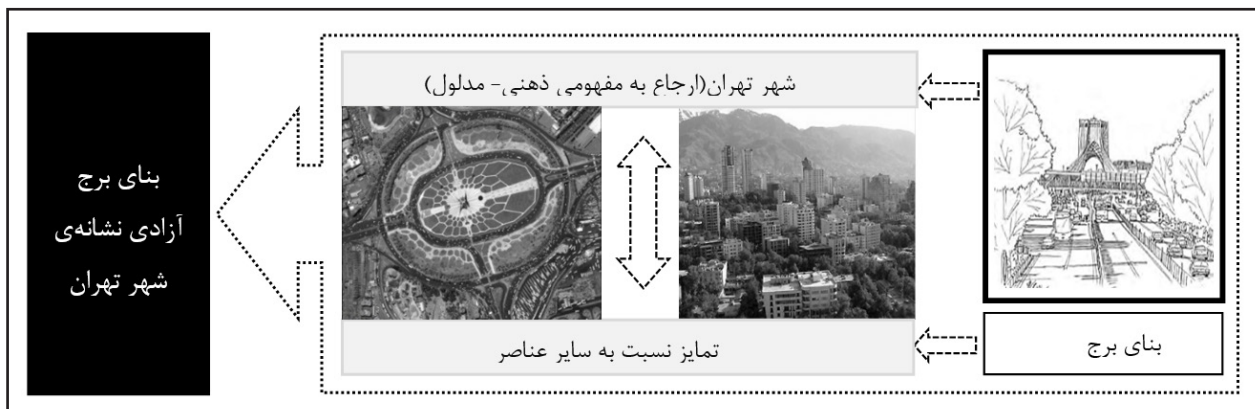 شهر تهران(ارجاع به مفهومی ذهنی- مدلول)
بنای برج
تمایز نسبت به سایر عناصر
بنای برج
آزادی نشانه‌ی
شهر تهران